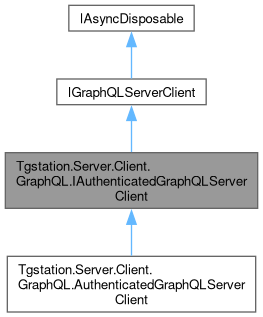 IAsyncDisposable
IGraphQLServerClient
Tgstation.Server.Client.
GraphQL.IAuthenticatedGraphQLServer
Client
Tgstation.Server.Client.
GraphQL.AuthenticatedGraphQLServer
Client